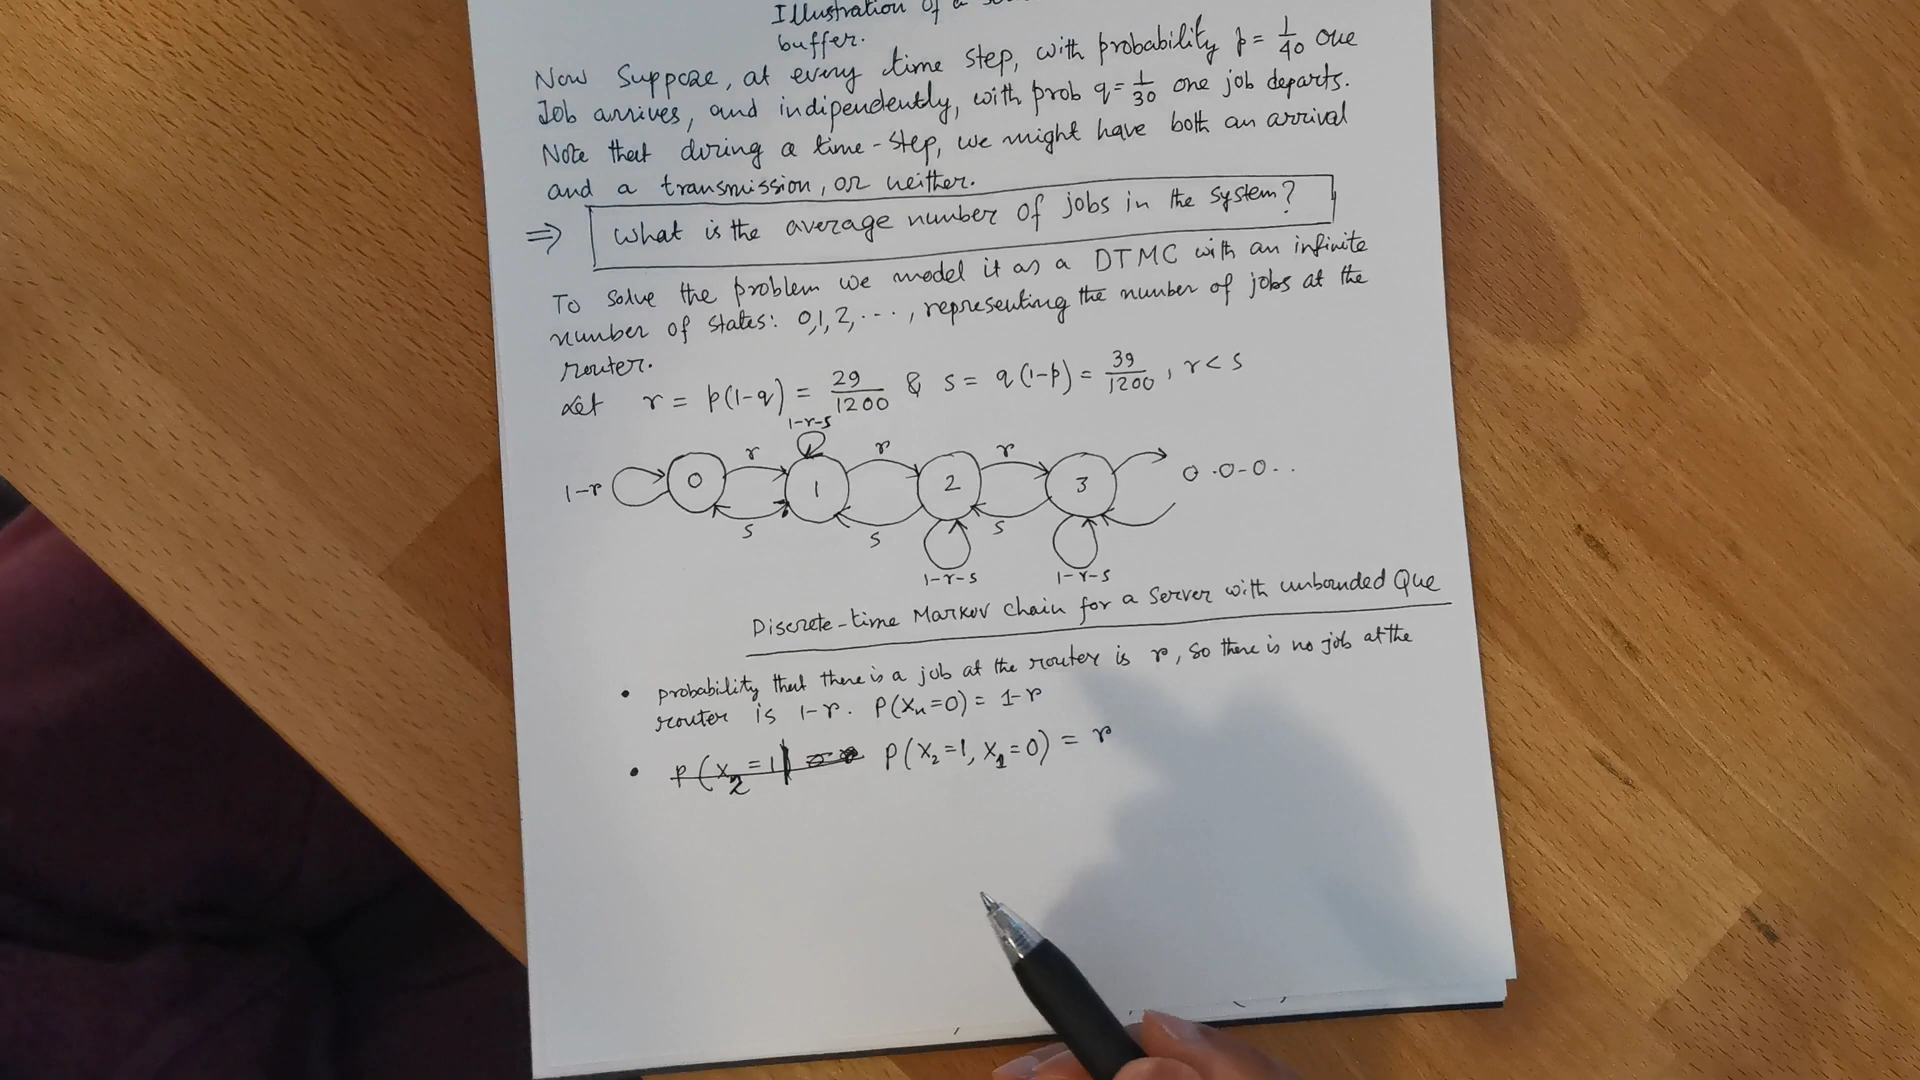 Illustration of a
buffer.
Now Suppose, at every time step, with probability p = 1/40 one
Job arrives, and indipendently, with prob q = 1/30 one job departs.
Note that during a time-step, we might have both an arrival
and a transmission, or neither.
⇒ What is the average number of jobs in the system?
To solve the problem we model it as a DTMC with an infinite
number of states: 0,1,2,..., representing the number of jobs at the
router.
Let r = p(1-q) = 29/1200 & s = q(1-p) = 39/1200, r < s
1-r-s
r r r
1-r 0 1 2 3 0.0-0..
s s s
1-r-s 1-r-s
Discrete-time Markov chain for a Server with unbounded Que
• probability that there is a job at the router is r, so there is no job at the
router is 1-r. P(Xn=0) = 1-r
• P(X2=1 P(X2=1, X1=0) = r